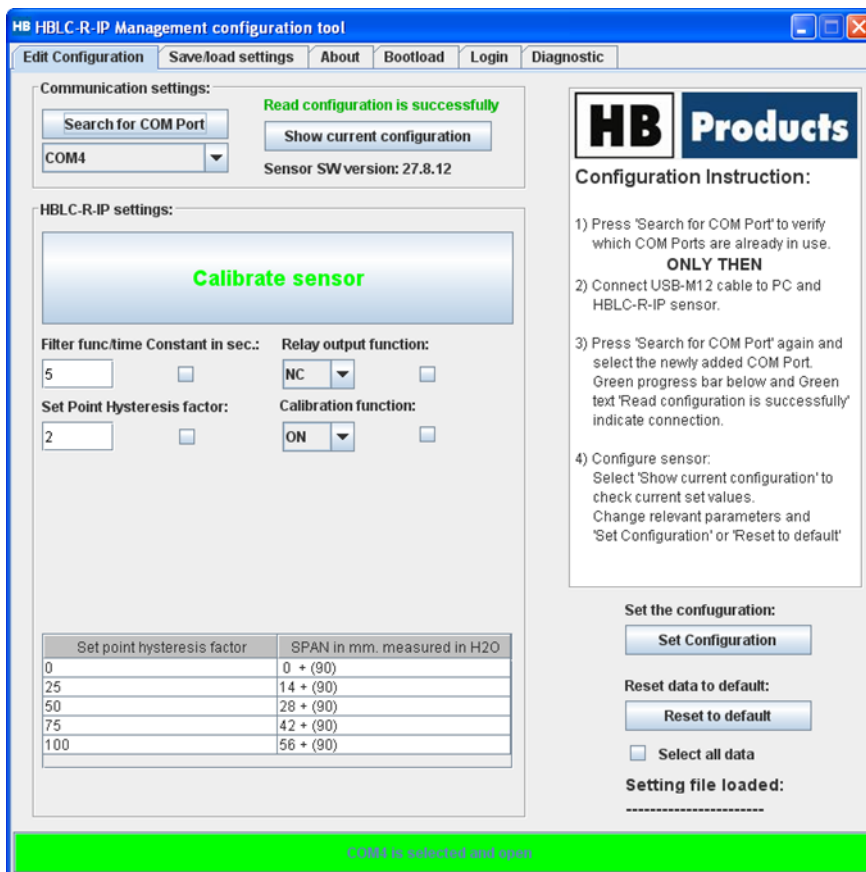 HB HBLC-R-IP Management configuration tool
Edit Configuration Save/load settings About Bootload Login Diagnostic
Communication settings:
Search for COM Port
COM4
Read configuration is successfully
Show current configuration
Sensor SW version: 27.8.12
HBLC-R-IP settings:
Calibrate sensor
Filter func/time Constant in sec.: Relay output function:
5 NC
Set Point Hysteresis factor: Calibration function:
2 ON
Set point hysteresis factor SPAN in mm. measured in H2O
0 0 + (90)
25 14 + (90)
50 28 + (90)
75 42 + (90)
100 56 + (90)
HB Products
Configuration Instruction:
1) Press 'Search for COM Port' to verify
which COM Ports are already in use.
ONLY THEN
2) Connect USB-M12 cable to PC and
HBLC-R-IP sensor.
3) Press 'Search for COM Port' again and
select the newly added COM Port.
Green progress bar below and Green
text 'Read configuration is successfully'
indicate connection.
4) Configure sensor:
Select 'Show current configuration' to
check current set values.
Change relevant parameters and
'Set Configuration' or 'Reset to default'
Set the confuguration:
Set Configuration
Reset data to default:
Reset to default
Select all data
Setting file loaded:
-----------------------
COM4 is selected and open